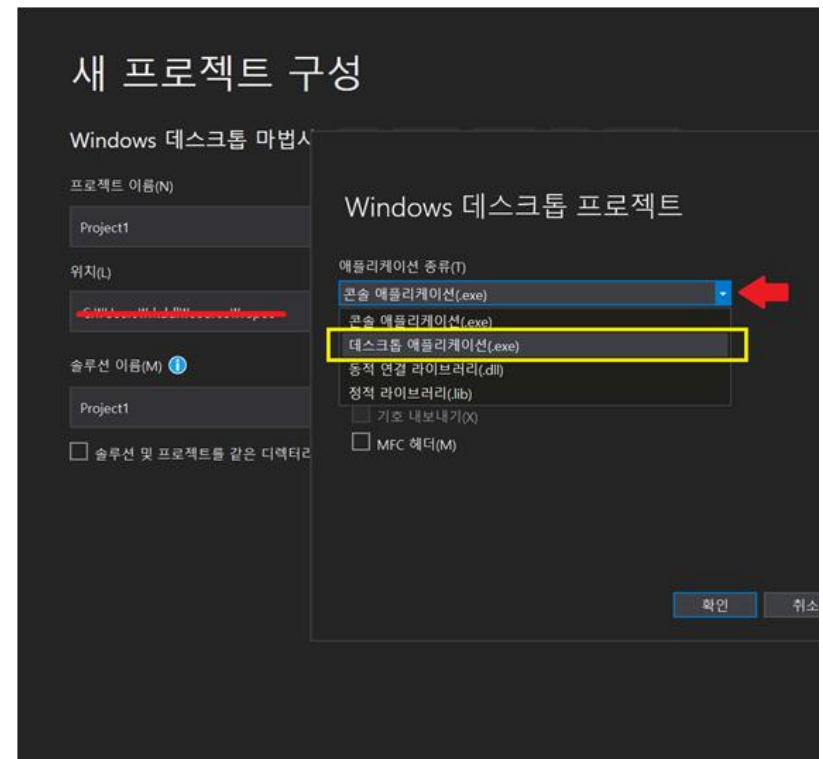 새 프로젝트 구성
Windows 데스크톱 마법사
프로젝트 이름(N)
Project1
위치(L)
솔루션 이름(M)
Project1
솔루션 및 프로젝트를 같은 디렉터리
Windows 데스크톱 프로젝트
애플리케이션 종류(T)
콘솔 애플리케이션(.exe)
콘솔 애플리케이션(.exe)
데스크톱 애플리케이션(.exe)
동적 연결 라이브러리(.dll)
정적 라이브러리(.lib)
기호 내보내기(X)
MFC 헤더(M)
확인
취소